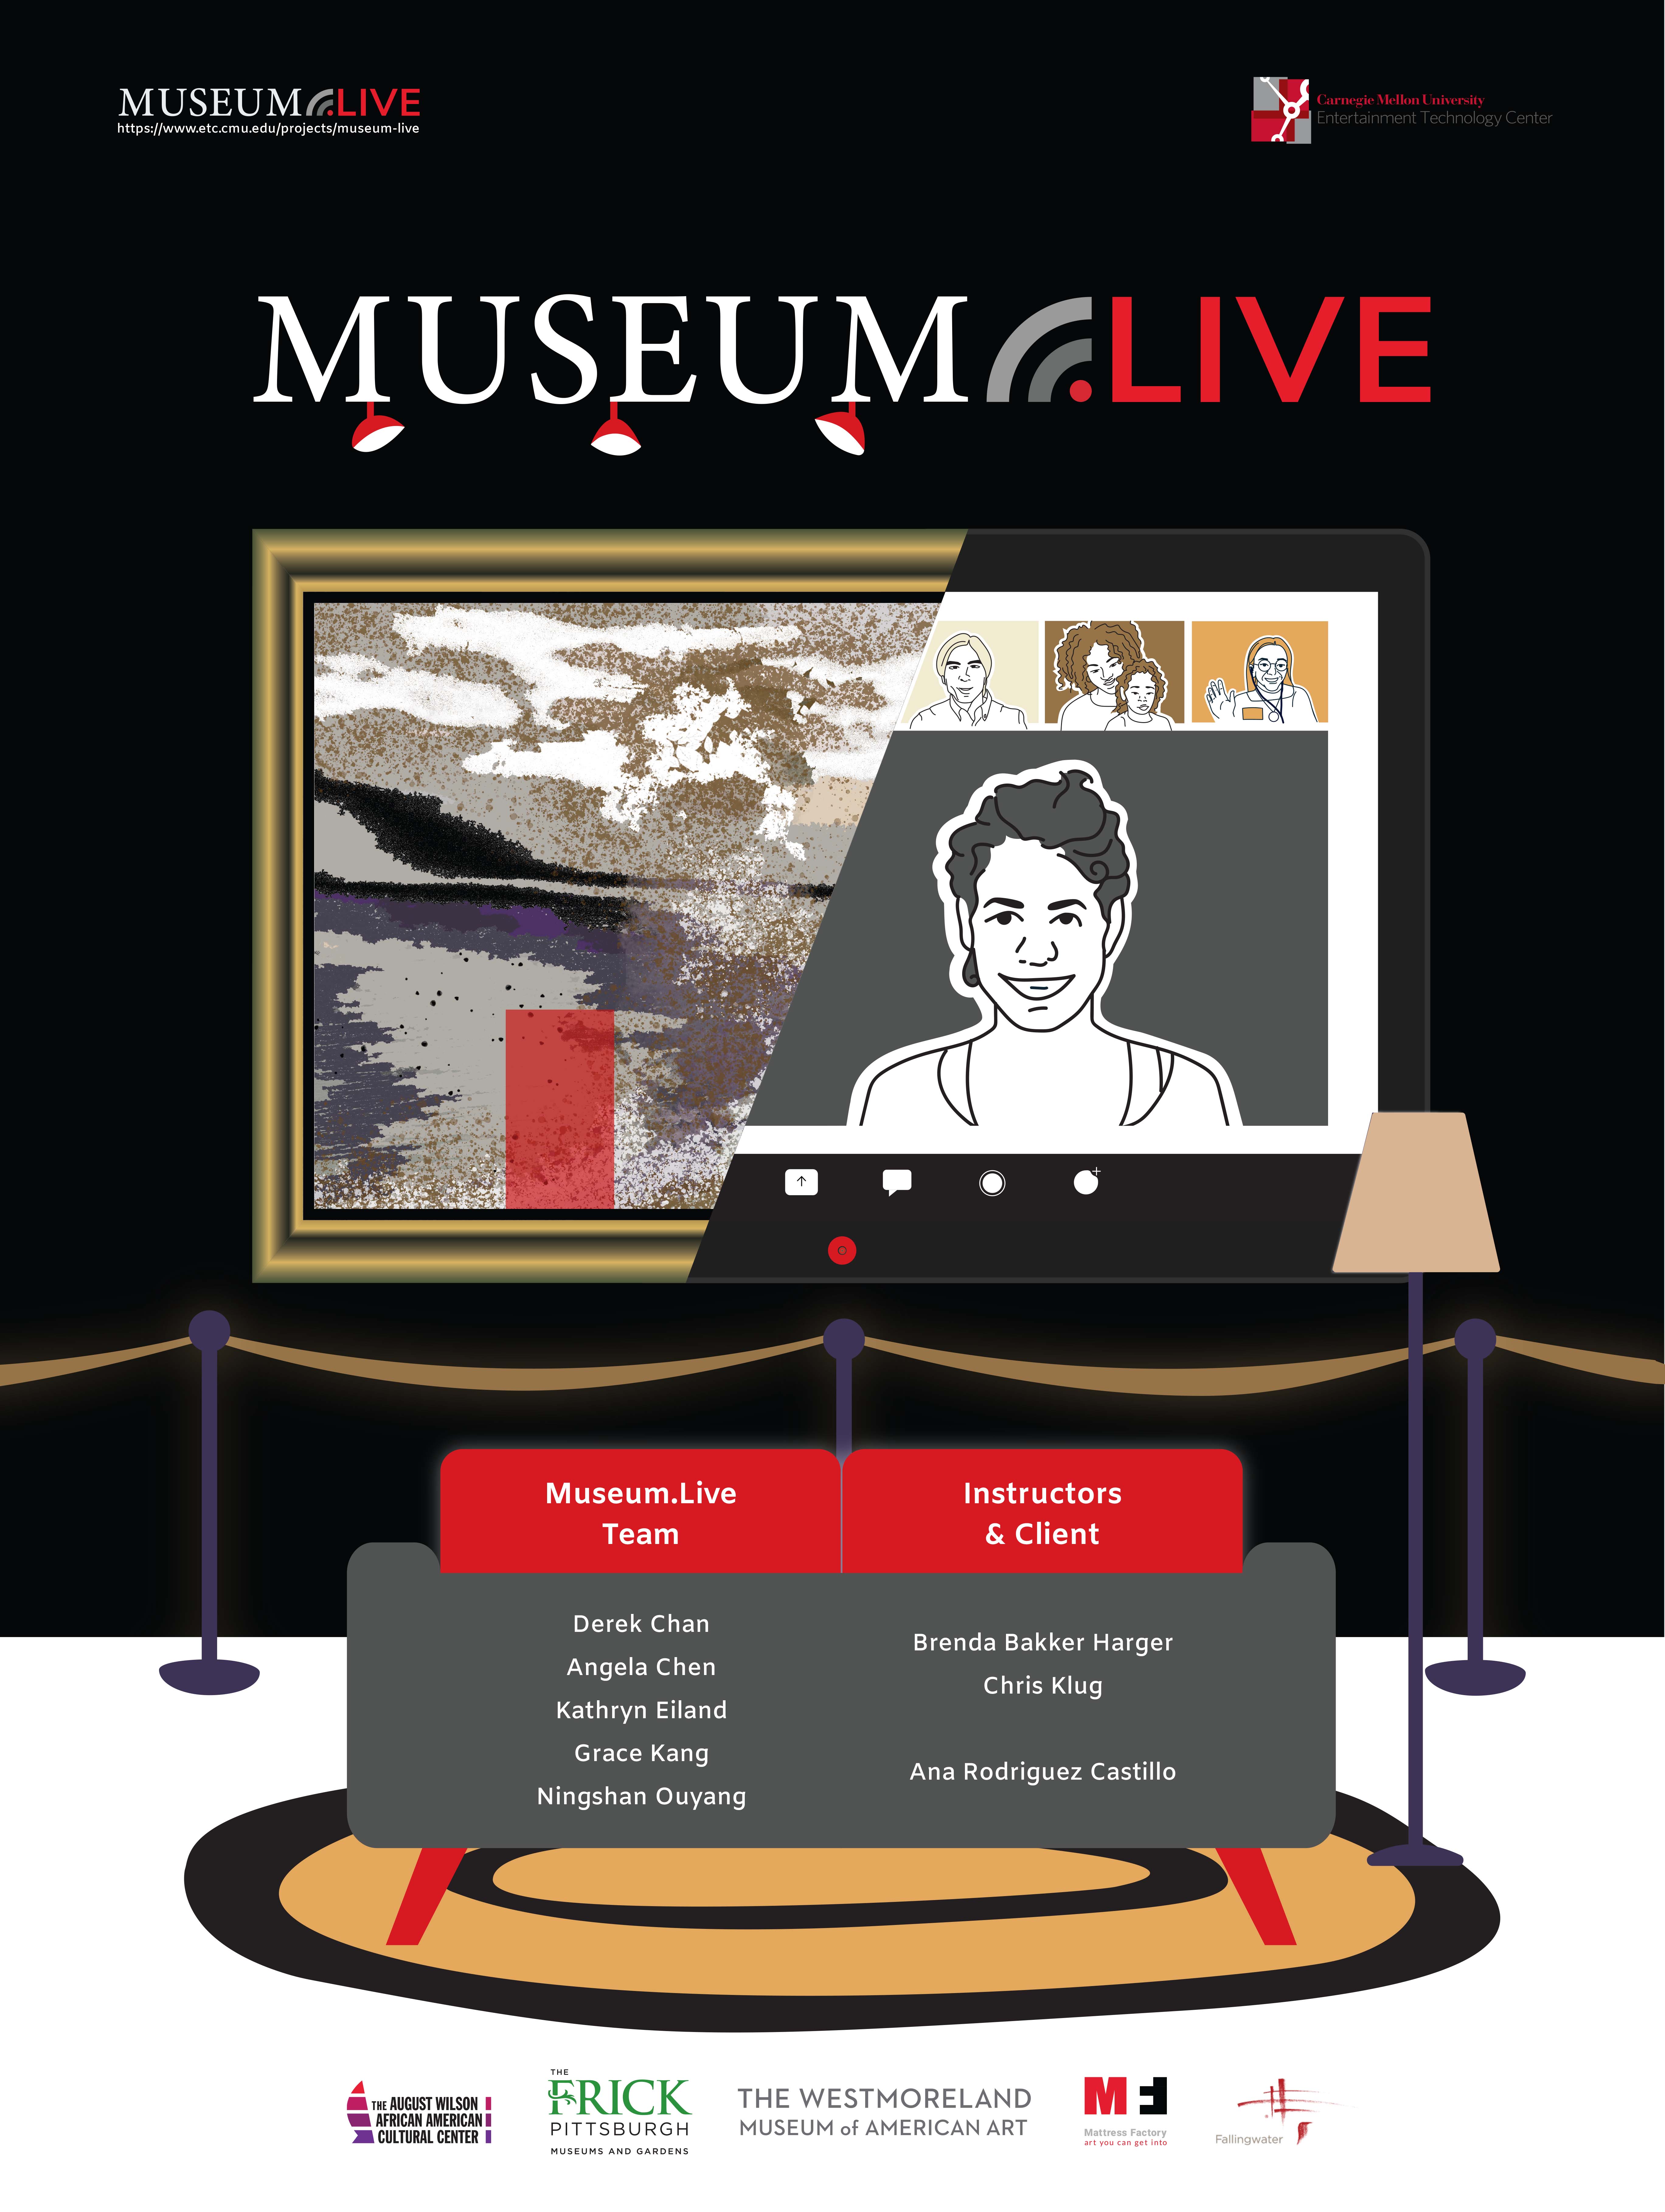 MUSEUM.LIVE
https://www.etc.cmu.edu/projects/museum-live
Carnegie Mellon University
Entertainment Technology Center
MUSEUM.LIVE
Museum.Live
Team
Derek Chan
Angela Chen
Kathryn Eiland
Grace Kang
Ningshan Ouyang
Instructors
& Client
Brenda Bakker Harger
Chris Klug
Ana Rodriguez Castillo
THE AUGUST WILSON
AFRICAN AMERICAN
CULTURAL CENTER
THE
FRICK
PITTSBURGH
MUSEUMS AND GARDENS
THE WESTMORELAND
MUSEUM of AMERICAN ART
MF
Mattress Factory
art you can get into
Fallingwater